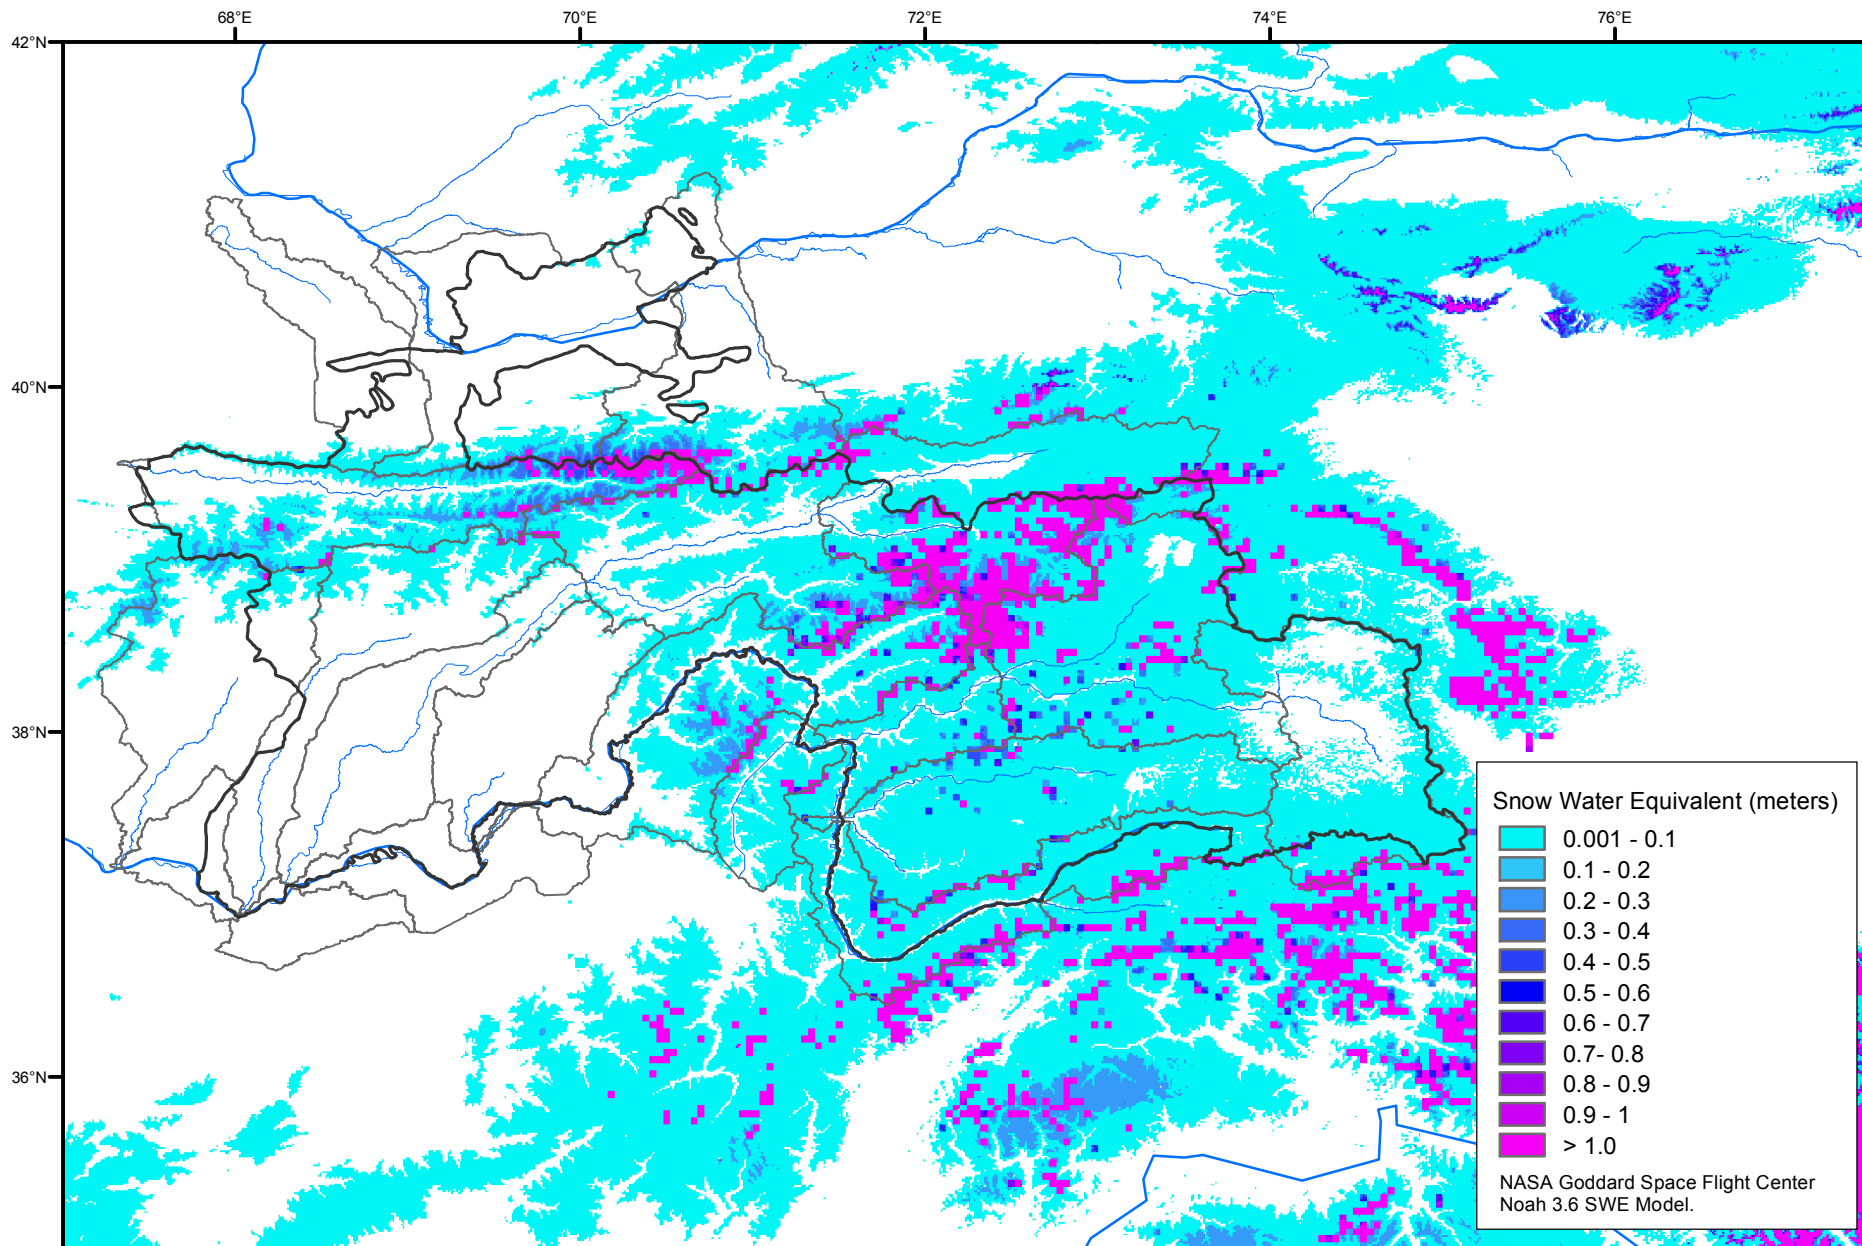 68°E 70°E 72°E 74°E 76°E
42°N
40°N
38°N
36°N
Snow Water Equivalent (meters)
0.001 - 0.1
0.1 - 0.2
0.2 - 0.3
0.3 - 0.4
0.4 - 0.5
0.5 - 0.6
0.6 - 0.7
0.7- 0.8
0.8 - 0.9
0.9 - 1
> 1.0
NASA Goddard Space Flight Center
Noah 3.6 SWE Model.